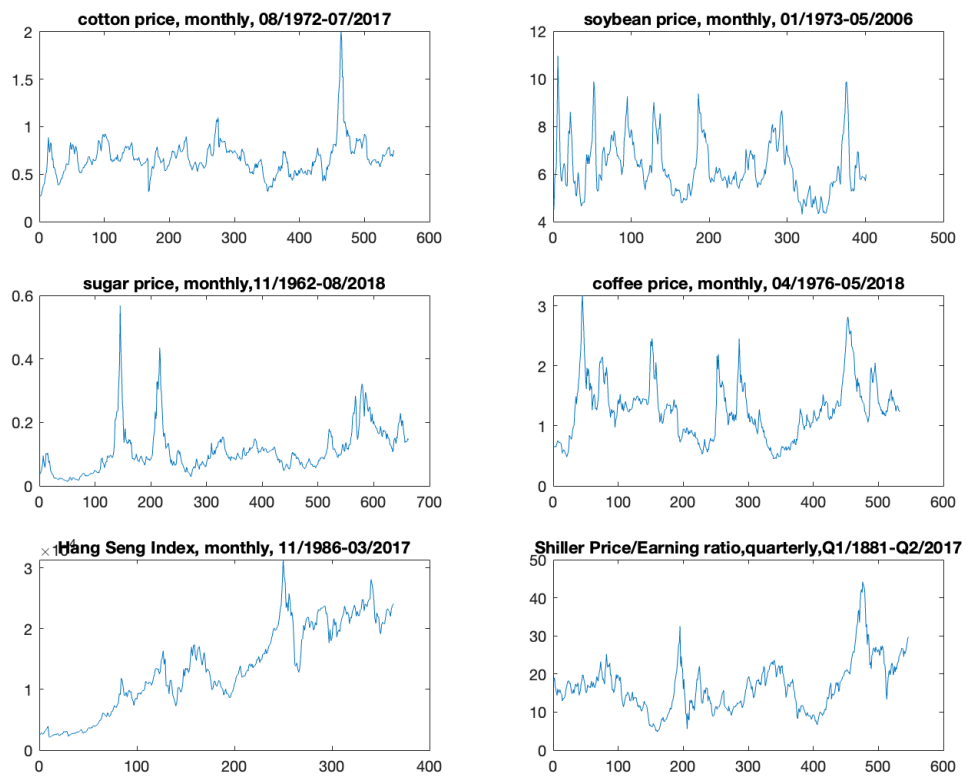 cotton price, monthly, 08/1972-07/2017
2
1.5
1
0.5
0
0 100 200 300 400 500 600
soybean price, monthly, 01/1973-05/2006
12
10
8
6
4
0 100 200 300 400 500
sugar price, monthly,11/1962-08/2018
0.6
0.4
0.2
0
0 100 200 300 400 500 600 700
coffee price, monthly, 04/1976-05/2018
3
2
1
0
0 100 200 300 400 500 600
×10⁴
Hang Seng Index, monthly, 11/1986-03/2017
3
2
1
0
0 100 200 300 400
Shiller Price/Earning ratio,quarterly,Q1/1881-Q2/2017
50
40
30
20
10
0
0 100 200 300 400 500 600